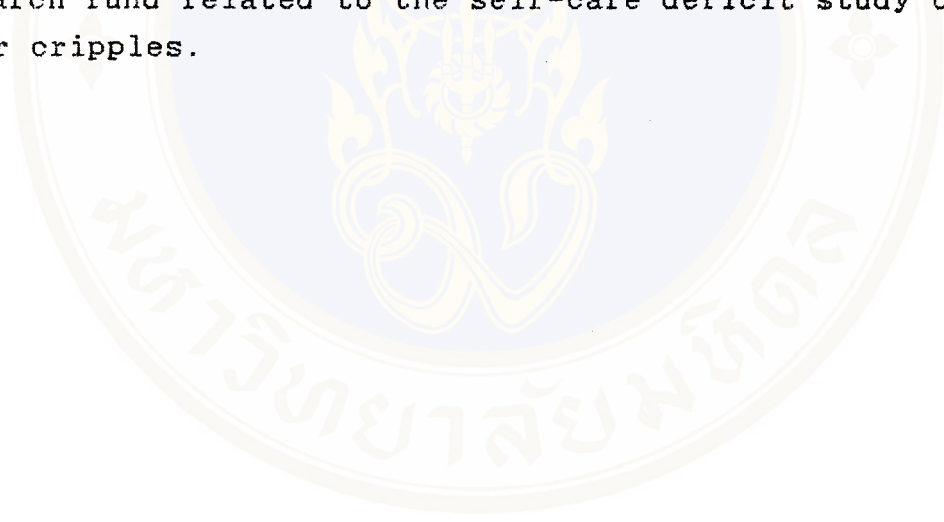 arch fund related to the self-care deficit study
r cripples.
มหาวิทยาลัยมหิดล